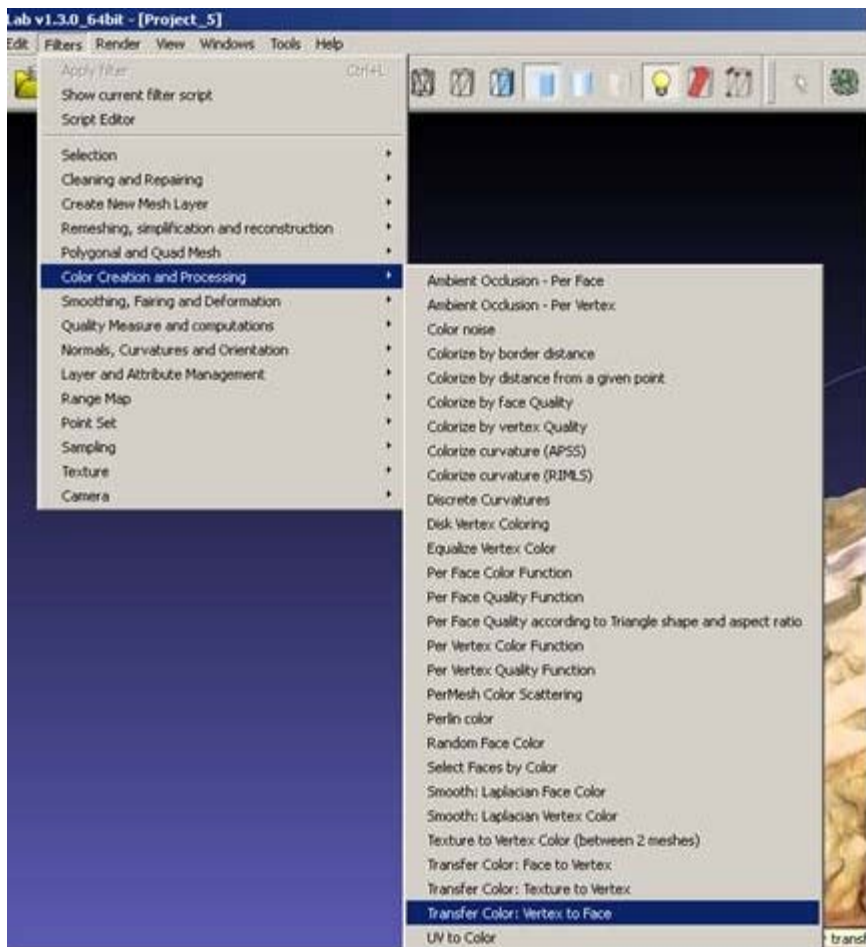 Lab v1.3.0_64bit - [Project_5]
Edit Filters Render View Windows Tools Help
Apply filter Ctrl+L
Show current filter script
Script Editor
Selection
Cleaning and Repairing
Create New Mesh Layer
Remeshing, simplification and reconstruction
Polygonal and Quad Mesh
Color Creation and Processing
Smoothing, Fairing and Deformation
Quality Measure and computations
Normals, Curvatures and Orientation
Layer and Attribute Management
Range Map
Point Set
Sampling
Texture
Camera
Ambient Occlusion - Per Face
Ambient Occlusion - Per Vertex
Color noise
Colorize by border distance
Colorize by distance from a given point
Colorize by face Quality
Colorize by vertex Quality
Colorize curvature (APSS)
Colorize curvature (RIMLS)
Discrete Curvatures
Disk Vertex Coloring
Equalize Vertex Color
Per Face Color Function
Per Face Quality Function
Per Face Quality according to Triangle shape and aspect ratio
Per Vertex Color Function
Per Vertex Quality Function
PerMesh Color Scattering
Perlin color
Random Face Color
Select Faces by Color
Smooth: Laplacian Face Color
Smooth: Laplacian Vertex Color
Texture to Vertex Color (between 2 meshes)
Transfer Color: Face to Vertex
Transfer Color: Texture to Vertex
Transfer Color: Vertex to Face
UV to Color